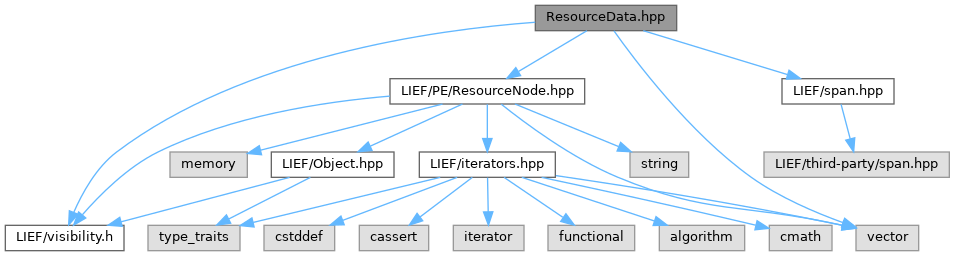 ResourceData.hpp
LIEF/PE/ResourceNode.hpp
LIEF/span.hpp
memory
LIEF/Object.hpp
LIEF/iterators.hpp
string
LIEF/third-party/span.hpp
LIEF/visibility.h
type_traits
cstddef
cassert
iterator
functional
algorithm
cmath
vector